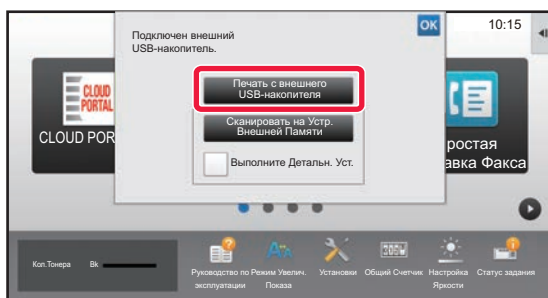 Подключен внешний
USB-накопитель.
OK
10:15
Печать с внешнего
USB-накопителя
Сканировать на Устр.
Внешней Памяти
Выполните Детальн. Уст.
CLOUD
PORTAL
CLOUD POR
ростая
авка Факса
Кол.Тонера Bk
Руководство по
эксплуатации
Режим Увелич.
Показа
Установки
Общий Счетчик
Настройка
Яркости
Статус задания